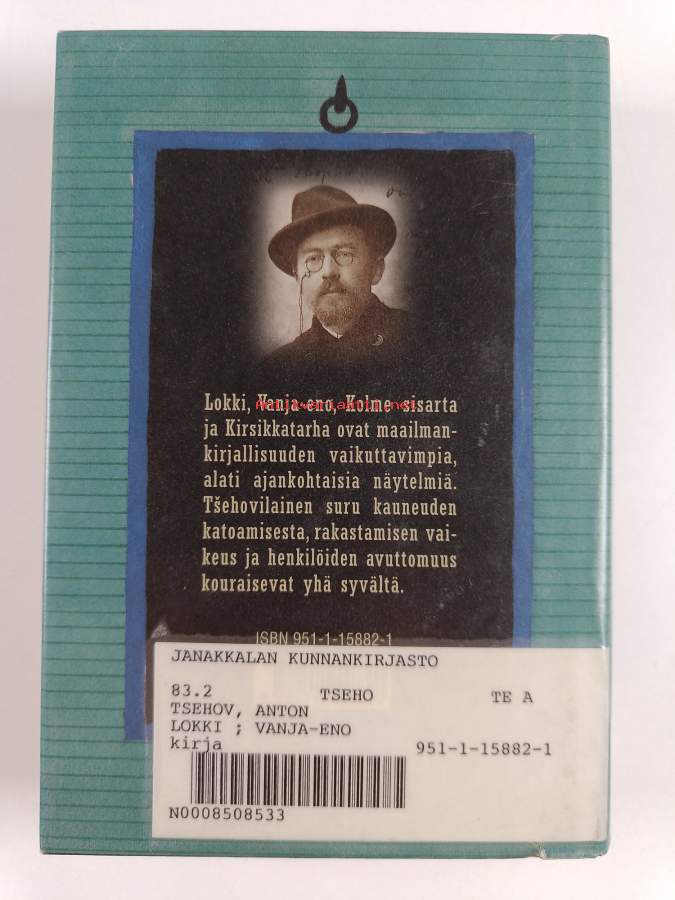 Lokki, Vanja-eno, Kolme sisarta
ja Kirsikkatarha ovat maailman-
kirjallisuuden vaikuttavimpia,
alati ajankohtaisia näytelmiä.
Tšehovilainen suru kauneuden
katoamisesta, rakastamisen vai-
keus ja henkilöiden avuttomuus
kouraisevat yhä syvältä.
ISBN 951-1-15882-1
JANAKKALAN KUNNANKIRJASTO
83.2 TSEHO TE A
TSEHOV, ANTON
LOKKI ; VANJA-ENO
kirja 951-1-15882-1
N0008508533